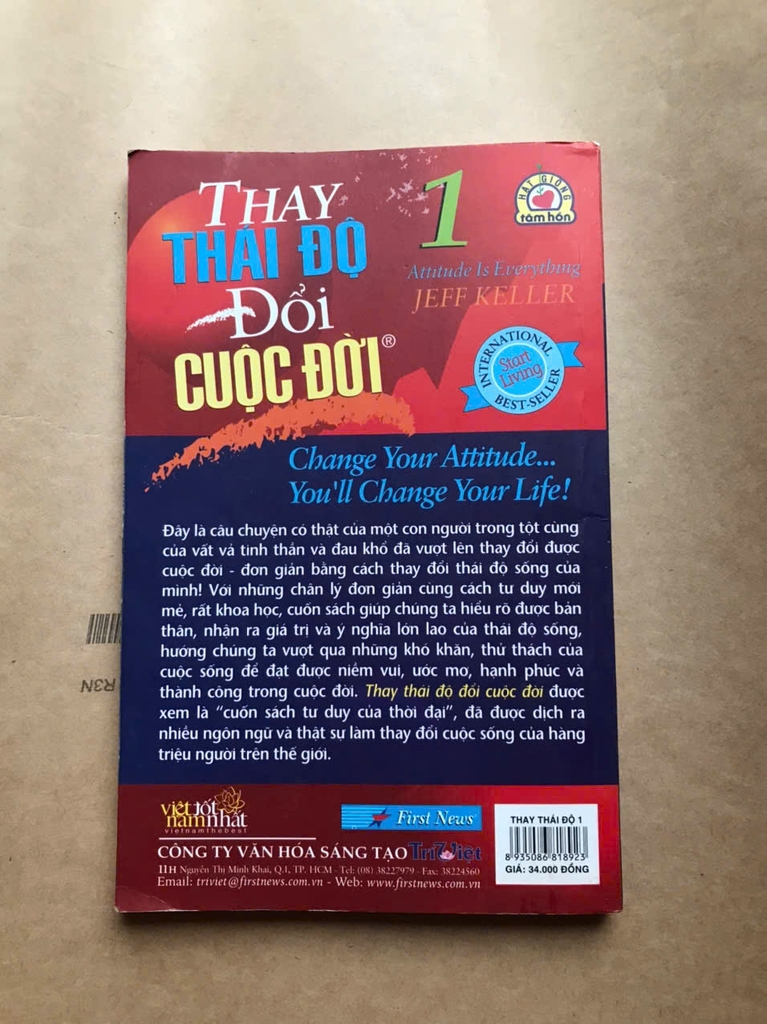 THAY
THÁI ĐỘ
ĐỔI
CUỘC ĐỜI®
1
HẠT GIỐNG
tâm hồn
Attitude Is Everything
JEFF KELLER
INTERNATIONAL
Start
Living
BEST-SELLER
Change Your Attitude...
You'll Change Your Life!
Đây là câu chuyện có thật của một con người trong tột cùng
của vất vả tinh thần và đau khổ đã vượt lên thay đổi được
cuộc đời - đơn giản bằng cách thay đổi thái độ sống của
mình! Với những chân lý đơn giản cùng cách tư duy mới
mẻ, rất khoa học, cuốn sách giúp chúng ta hiểu rõ được bản
thân, nhận ra giá trị và ý nghĩa lớn lao của thái độ sống,
hướng chúng ta vượt qua những khó khăn, thử thách của
cuộc sống để đạt được niềm vui, ước mơ, hạnh phúc và
thành công trong cuộc đời. Thay thái độ đổi cuộc đời được
xem là “cuốn sách tư duy của thời đại”, đã được dịch ra
nhiều ngôn ngữ và thật sự làm thay đổi cuộc sống của hàng
triệu người trên thế giới.
R3N
việt tốt
nam nhất
vietnamthebest
First News
CÔNG TY VĂN HÓA SÁNG TẠO Trí Việt
11H Nguyễn Thị Minh Khai, Q.1, TP. HCM - Tel: (08) 38227979 - Fax: 38224560
Email: triviet@firstnews.com.vn - Web: www.firstnews.com.vn
THAY THÁI ĐỘ 1
8 935086 818923
GIÁ: 34.000 ĐỒNG